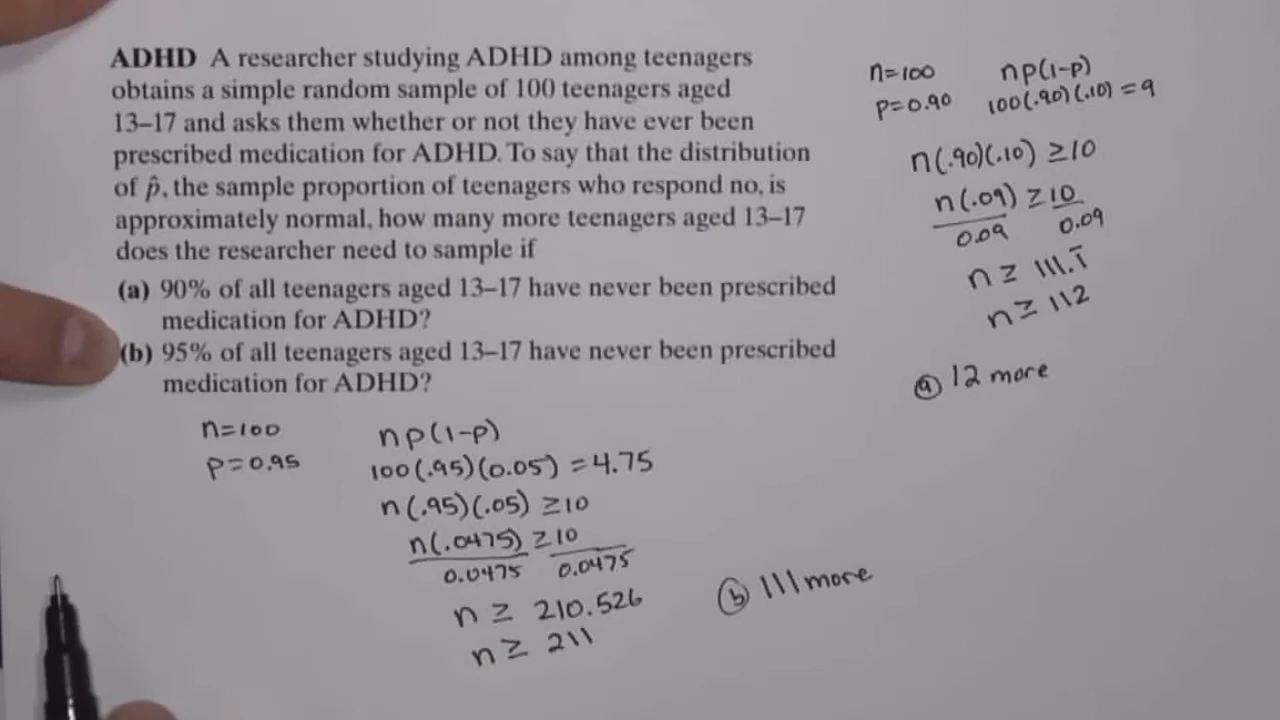 ADHD A researcher studying ADHD among teenagers
obtains a simple random sample of 100 teenagers aged
13–17 and asks them whether or not they have ever been
prescribed medication for ADHD. To say that the distribution
of p̂, the sample proportion of teenagers who respond no, is
approximately normal, how many more teenagers aged 13–17
does the researcher need to sample if
(a) 90% of all teenagers aged 13–17 have never been prescribed
medication for ADHD?
(b) 95% of all teenagers aged 13–17 have never been prescribed
medication for ADHD?
n=100 np(1-p)
p=0.90 100(.90)(.10) = 9
n(.90)(.10) ≥10
n(.09) ≥ 10
0.09 0.09
n ≥ 111.1̄
n ≥ 112
ⓐ 12 more
n=100 np(1-p)
p=0.95 100(.95)(0.05) = 4.75
n(.95)(.05) ≥10
n(.0475) ≥ 10
0.0475 0.0475
n ≥ 210.526
n ≥ 211
ⓑ 111 more